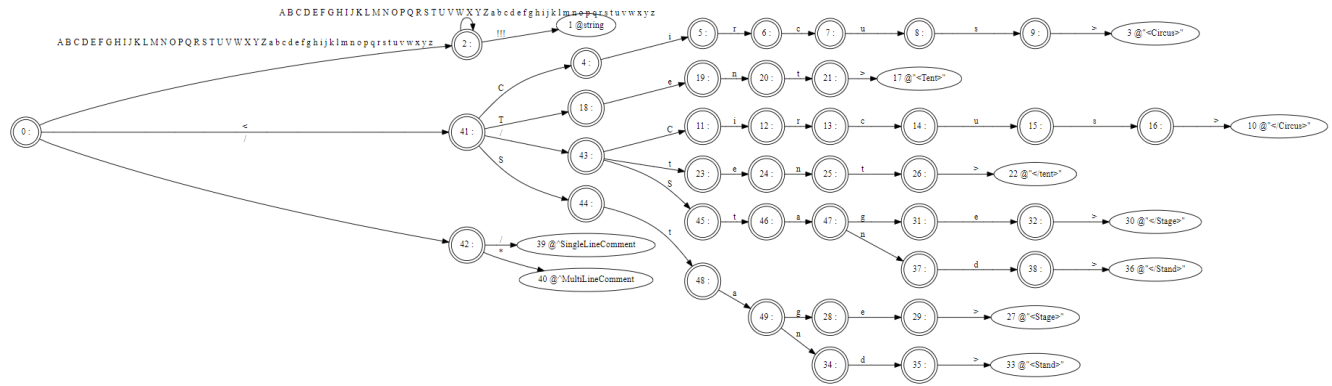 A B C D E F G H I J K L M N O P Q R S T U V W X Y Z a b c d e f g h i j k l m n o p q r s t u v w x y z
!!!
1 @string
A B C D E F G H I J K L M N O P Q R S T U V W X Y Z a b c d e f g h i j k l m n o p q r s t u v w x y z
2 :
i
5 :
r
6 :
c
7 :
u
8 :
s
9 :
>
3 @"<Circus>"
4 :
C
e
19 :
n
20 :
t
21 :
>
17 @"<Tent>"
18 :
T
0 :
<
/
41 :
/
C
11 :
i
12 :
r
13 :
c
14 :
u
15 :
s
16 :
>
10 @"</Circus>"
43 :
S
t
23 :
e
24 :
n
25 :
t
26 :
>
22 @"</tent>"
44 :
S
45 :
t
46 :
a
47 :
g
31 :
e
32 :
>
30 @"</Stage>"
42 :
/
39 @^SingleLineComment
*
40 @^MultiLineComment
t
n
37 :
d
38 :
>
36 @"</Stand>"
48 :
a
49 :
g
28 :
e
29 :
>
27 @"<Stage>"
n
34 :
d
35 :
>
33 @"<Stand>"